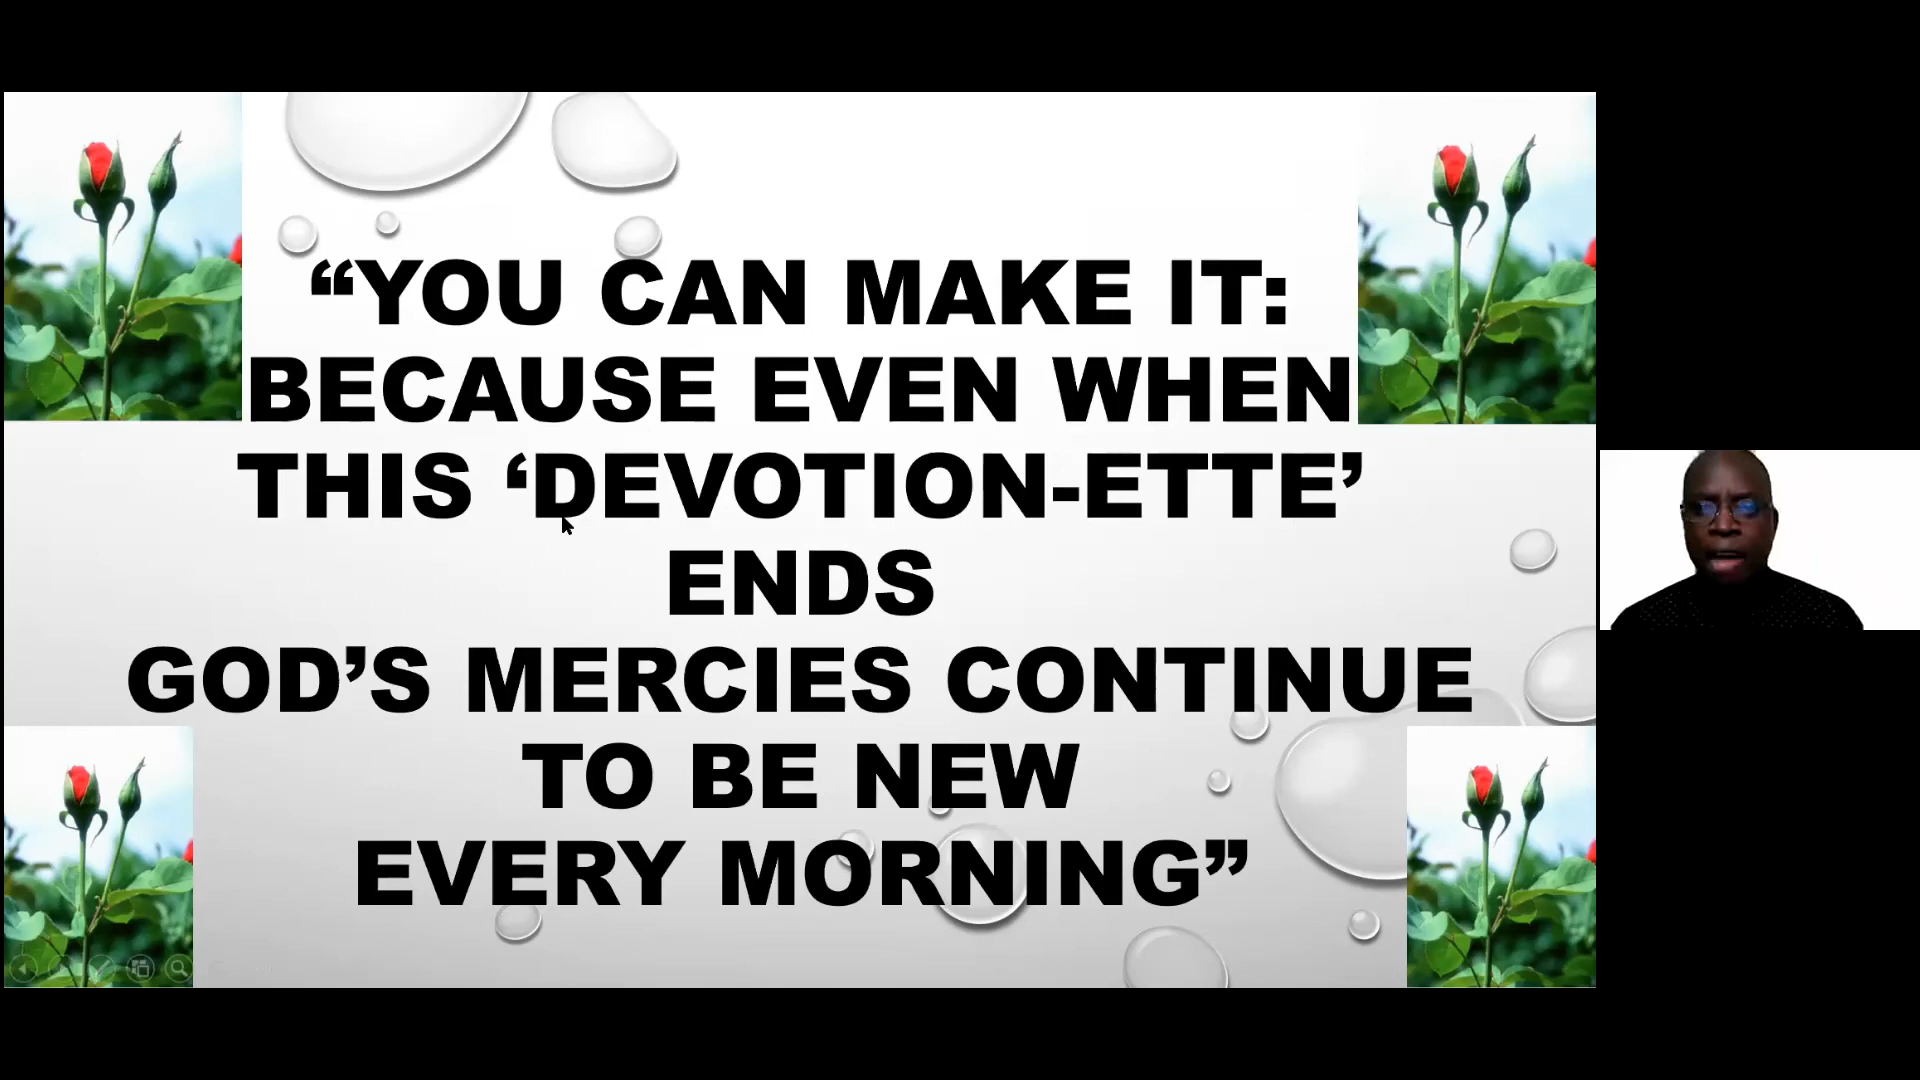 “YOU CAN MAKE IT:
BECAUSE EVEN WHEN
THIS ‘DEVOTION-ETTE’
ENDS
GOD’S MERCIES CONTINUE
TO BE NEW
EVERY MORNING”